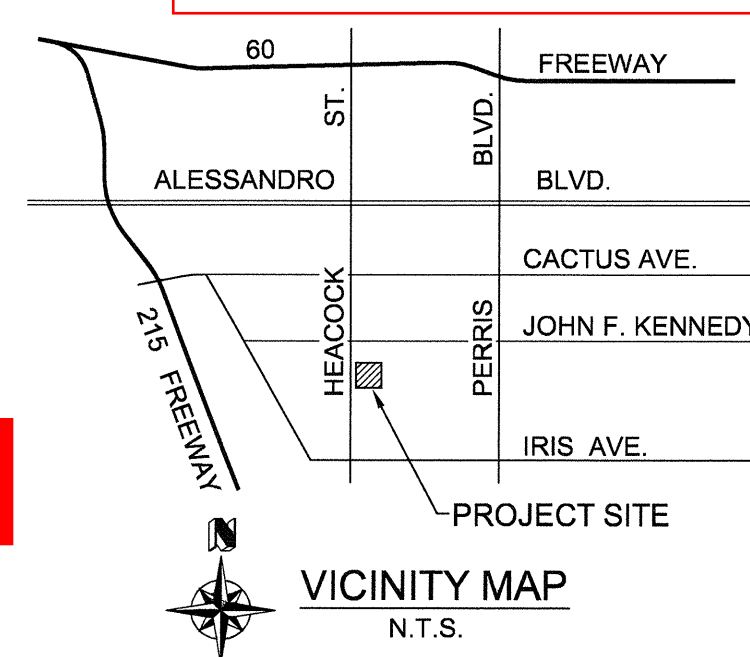 60
FREEWAY
ST.
BLVD.
ALESSANDRO
BLVD.
CACTUS AVE.
HEACOCK
PERRIS
JOHN F. KENNEDY
215 FREEWAY
IRIS AVE.
PROJECT SITE
N
VICINITY MAP
N.T.S.